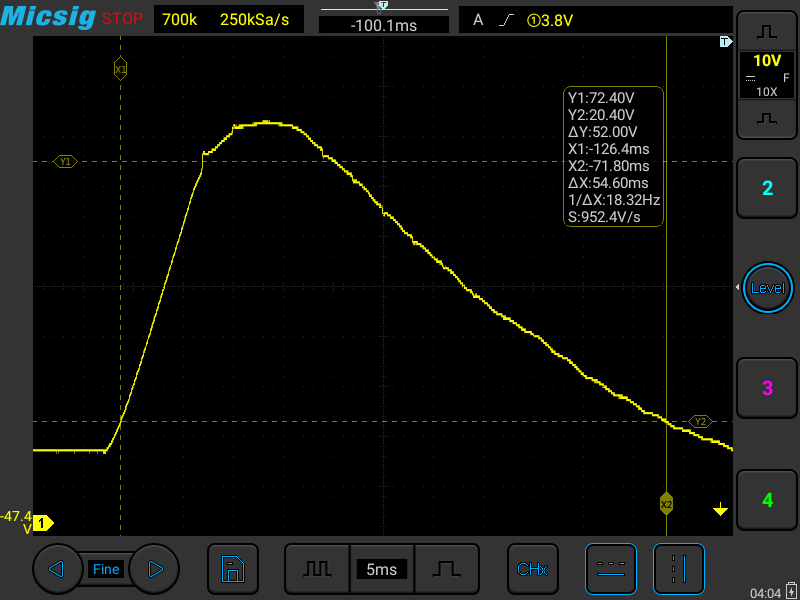 Micsig STOP 700k 250kSa/s T -100.1ms A ①3.8V
T
X1
10V
F
10X
Y1:72.40V
Y2:20.40V
ΔY:52.00V
X1:-126.4ms
X2:-71.80ms
ΔX:54.60ms
1/ΔX:18.32Hz
S:952.4V/s
Y1
2
Level
3
Y2
X2
4
-47.4
V
1
Fine 5ms CHx
04:04